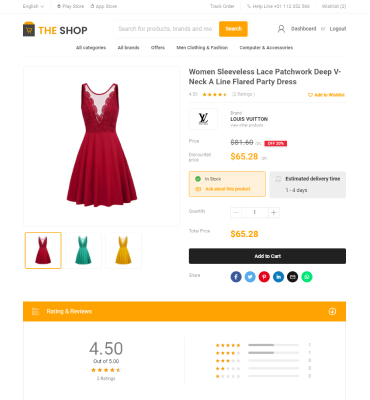 English
Play Store
App Store
Track Order
Help Line +01 112 352 566
Wishlist (2)
THE SHOP
Search for products, brands and more
Search
Dashboard or Logout
All categories
All brands
Offers
Men Clothing & Fashion
Computer & Accessories
Women Sleeveless Lace Patchwork Deep V-
Neck A Line Flared Party Dress
4.50
(2 Ratings )
Add to Wishlist
Brand
LOUIS VUITTON
view other products
Price
$81.60 /pc
OFF 20%
Discounted
price
$65.28 /pc
In Stock
Ask about this product
Estimated delivery time
1 - 4 days
Quantity
1
Total Price
$65.28
Add to Cart
Share
Rating & Reviews
4.50
Out of 5.00
2 Ratings
1
1
0
0
0